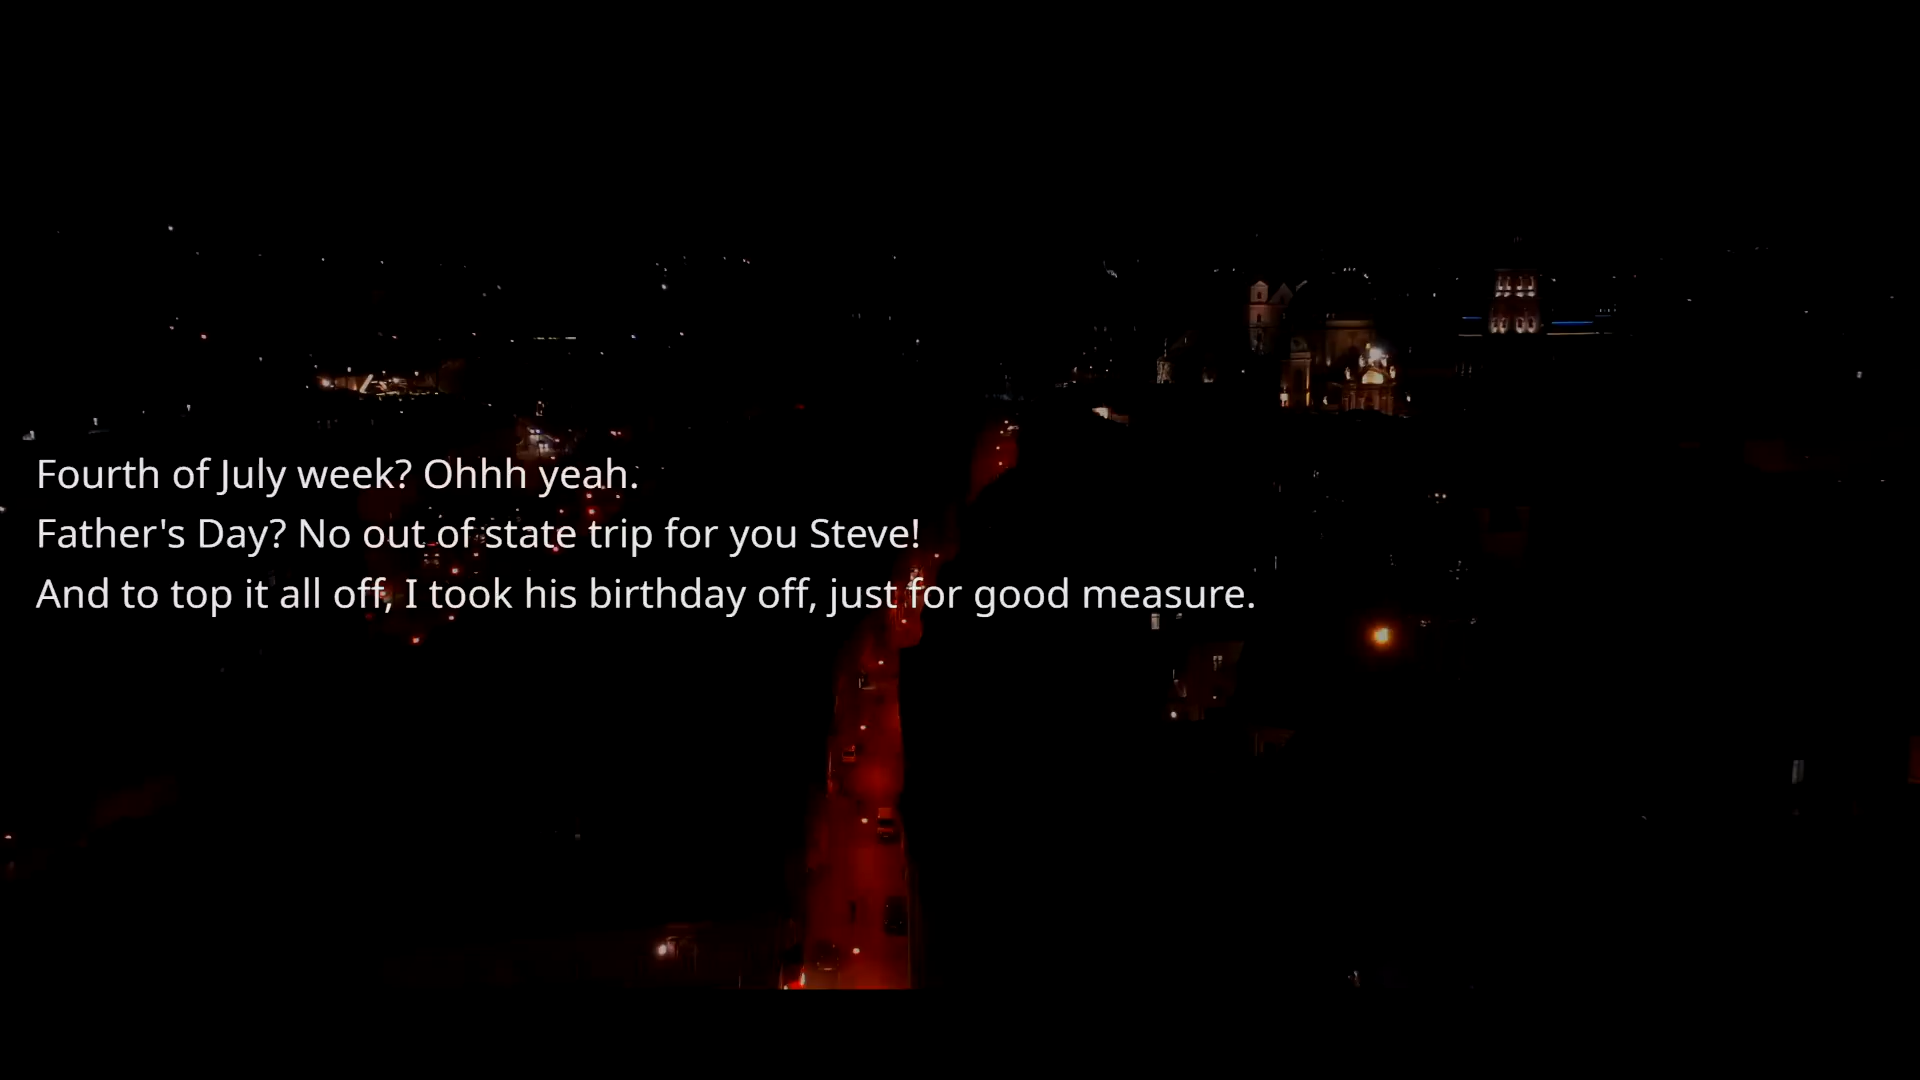 Fourth of July week? Ohhh yeah.
Father's Day? No out of state trip for you Steve!
And to top it all off, I took his birthday off, just for good measure.